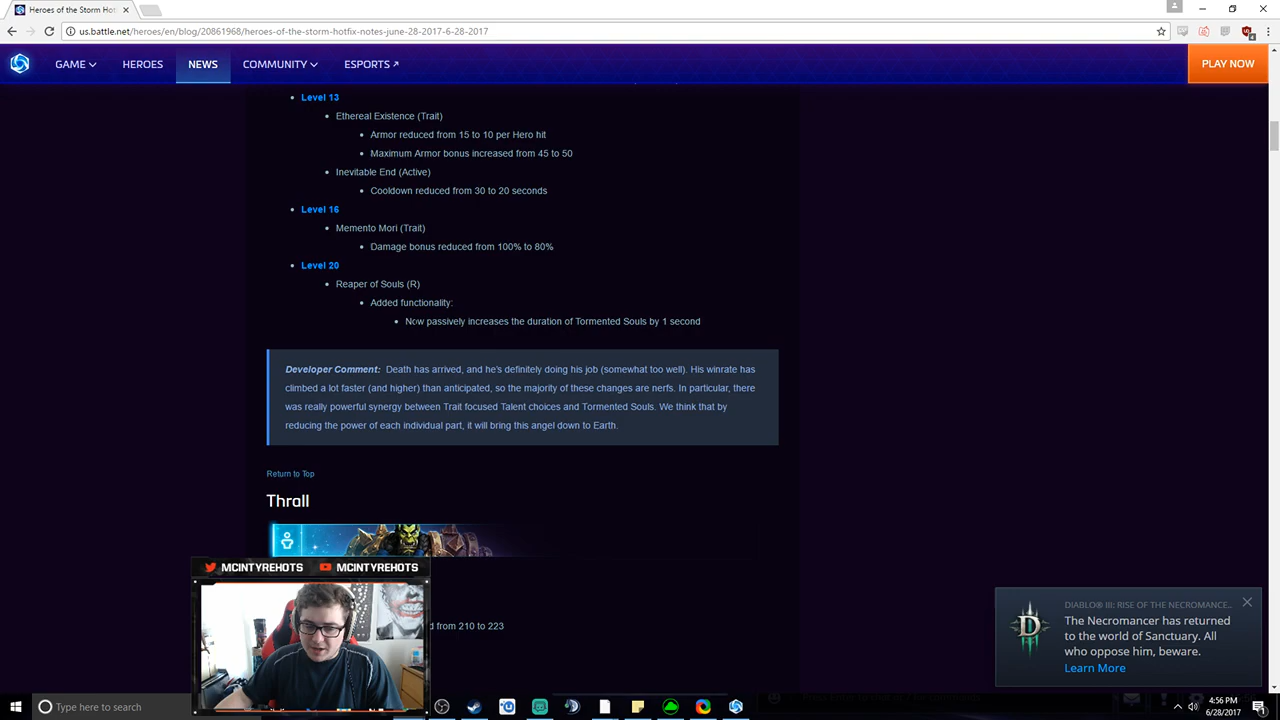 Heroes of the Storm Hot
us.battle.net/heroes/en/blog/20861968/heroes-of-the-storm-hotfix-notes-june-28-2017-6-28-2017
GAME HEROES NEWS COMMUNITY ESPORTS PLAY NOW
Level 13
Ethereal Existence (Trait)
Armor reduced from 15 to 10 per Hero hit
Maximum Armor bonus increased from 45 to 50
Inevitable End (Active)
Cooldown reduced from 30 to 20 seconds
Level 16
Memento Mori (Trait)
Damage bonus reduced from 100% to 80%
Level 20
Reaper of Souls (R)
Added functionality:
Now passively increases the duration of Tormented Souls by 1 second
Developer Comment: Death has arrived, and he's definitely doing his job (somewhat too well). His winrate has
climbed a lot faster (and higher) than anticipated, so the majority of these changes are nerfs. In particular, there
was really powerful synergy between Trait focused Talent choices and Tormented Souls. We think that by
reducing the power of each individual part, it will bring this angel down to Earth.
Return to Top
Thrall
MCINTYREHOTS MCINTYREHOTS
d from 210 to 223
DIABLO® III: RISE OF THE NECROMANCE...
The Necromancer has returned
to the world of Sanctuary. All
who oppose him, beware.
Learn More
Type here to search
4:56 PM
6/28/2017